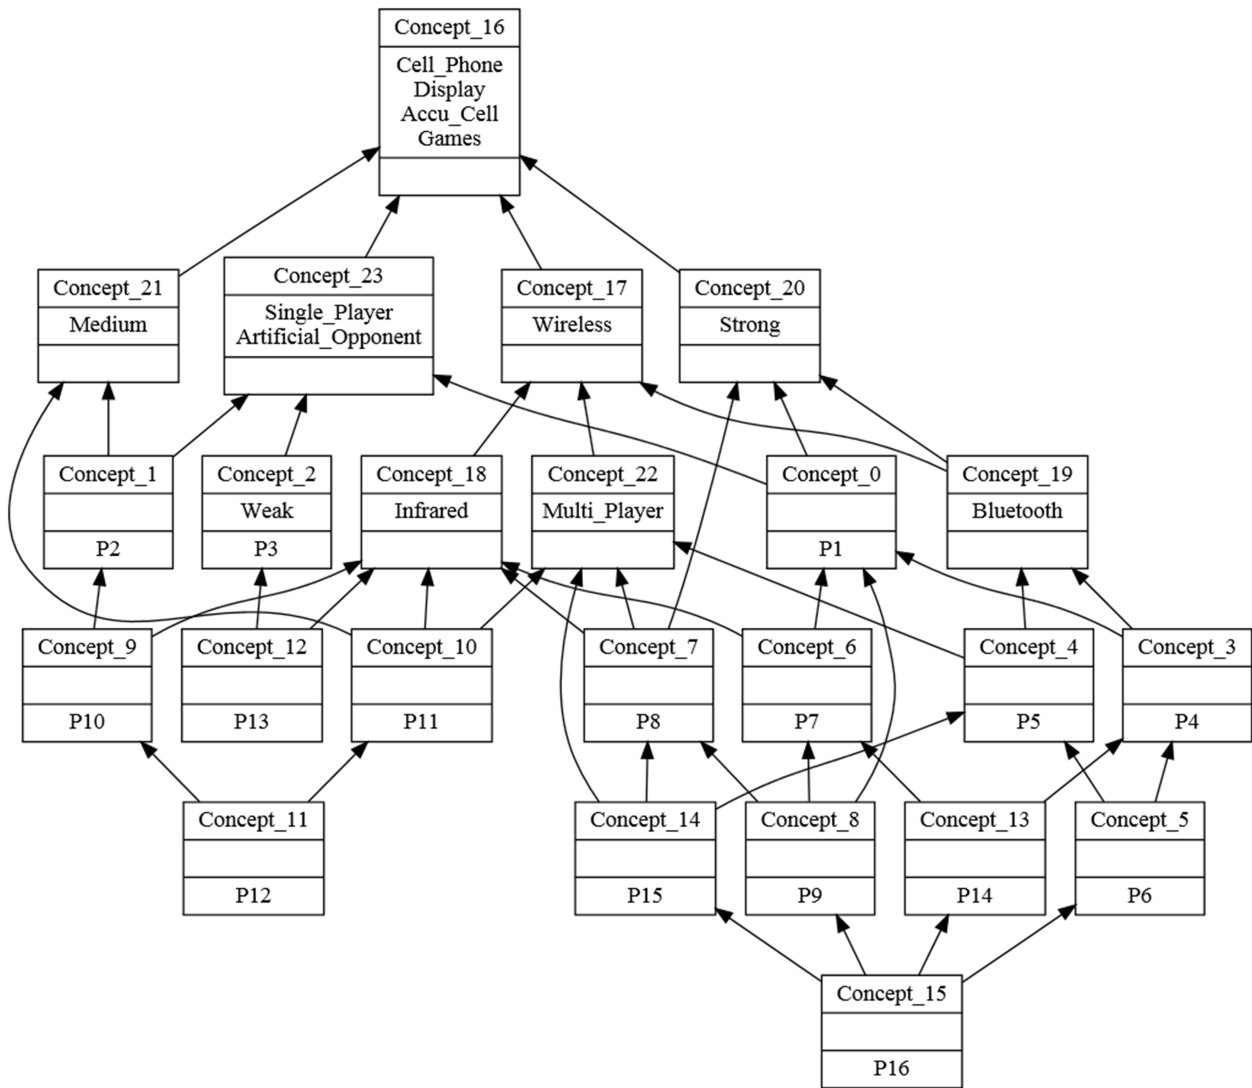 Concept_16
Cell_Phone
Display
Accu_Cell
Games
Concept_21
Medium
Concept_23
Single_Player
Artificial_Opponent
Concept_17
Wireless
Concept_20
Strong
Concept_1
P2
Concept_2
Weak
P3
Concept_18
Infrared
Concept_22
Multi_Player
Concept_0
P1
Concept_19
Bluetooth
Concept_9
P10
Concept_12
P13
Concept_10
P11
Concept_7
P8
Concept_6
P7
Concept_4
P5
Concept_3
P4
Concept_11
P12
Concept_14
P15
Concept_8
P9
Concept_13
P14
Concept_5
P6
Concept_15
P16